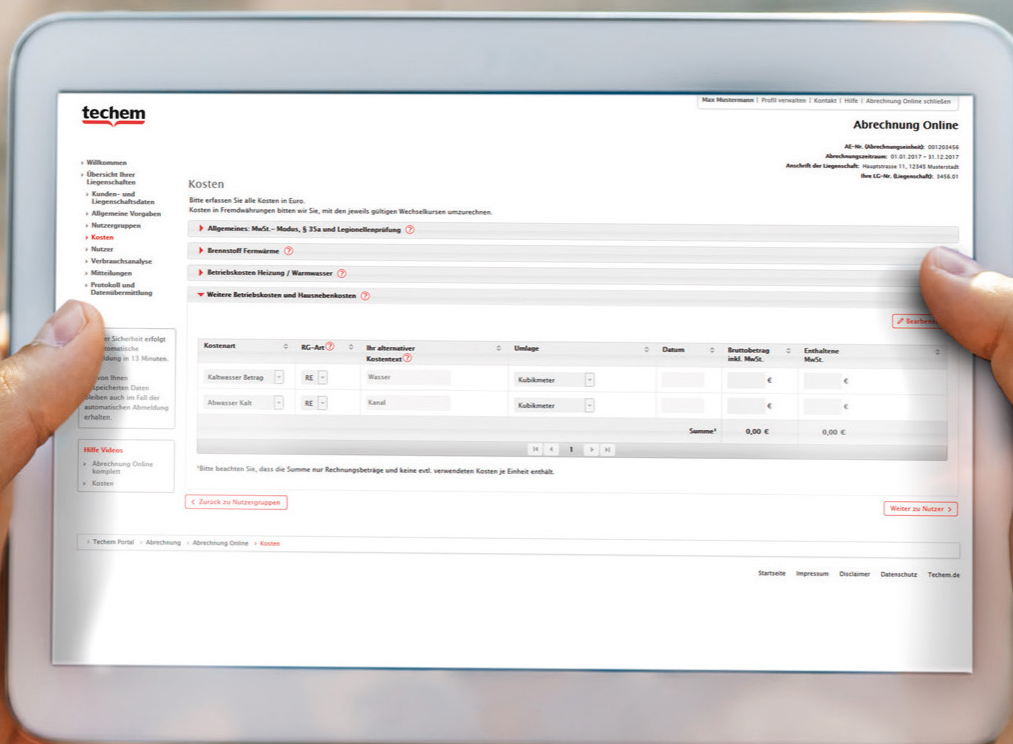 techem
Max Mustermann | Profil verwalten | Kontakt | Hilfe | Abrechnung Online schließen
Abrechnung Online
AE-Nr. (Abrechnungseinheit): 001203456
Abrechnungszeitraum: 01.01.2017 - 31.12.2017
Anschrift der Liegenschaft: Hauptstrasse 11, 12345 Musterstadt
Ihre LG-Nr. (Liegenschaft): 3456.01
Willkommen
Übersicht Ihrer
Liegenschaften
Kunden- und
Liegenschaftsdaten
Allgemeine Vorgaben
Nutzergruppen
Kosten
Nutzer
Verbrauchsanalyse
Mitteilungen
Protokoll und
Datenübermittlung
Sicherheit erfolgt
in 13 Minuten.
von Ihnen
Daten
bleiben auch im Fall der
automatischen Abmeldung
erhalten.
Hilfe Videos
Abrechnung Online
komplett
Kosten
Kosten
Bitte erfassen Sie alle Kosten in Euro.
Kosten in Fremdwährungen bitten wir Sie, mit den jeweils gültigen Wechselkursen umzurechnen.
Allgemeines: MwSt.- Modus, § 35a und Legionellenprüfung ?
Brennstoff Fernwärme ?
Betriebskosten Heizung / Warmwasser ?
Weitere Betriebskosten und Hausnebenkosten ?
Kostenart RG-Art ? Ihr alternativer Kostentext ? Umlage Datum Bruttobetrag inkl. MwSt. Enthaltene MwSt.
Kaltwasser Betrag RE Wasser Kubikmeter € €
Abwasser Kalt RE Kanal Kubikmeter € €
Summe* 0,00 € 0,00 €
1
*Bitte beachten Sie, dass die Summe nur Rechnungsbeträge und keine evtl. verwendeten Kosten je Einheit enthält.
< Zurück zu Nutzergruppen
Weiter zu Nutzer >
> Techem Portal > Abrechnung > Abrechnung Online > Kosten
Startseite Impressum Disclaimer Datenschutz Techem.de